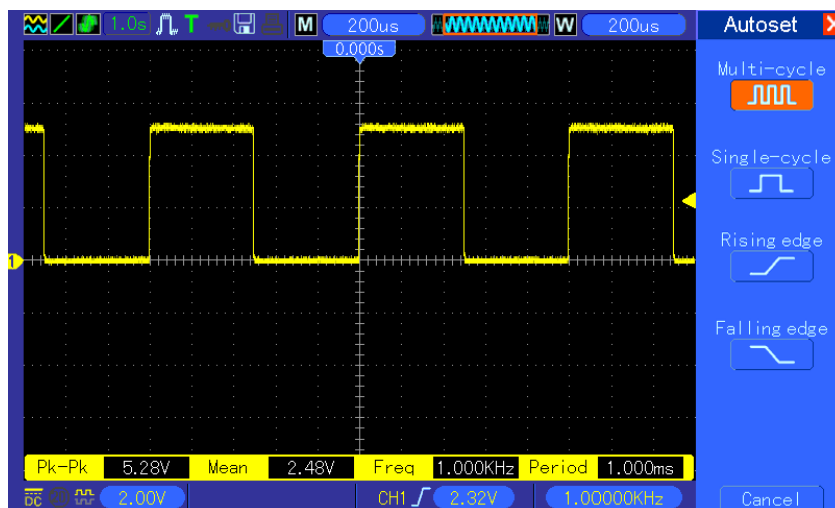 1.0s T M 200us W 200us Autoset X
0.000s
Multi-cycle
Single-cycle
1
Rising edge
Falling edge
Pk-Pk 5.28V Mean 2.48V Freq 1.000KHz Period 1.000ms
DC 2.00V CH1 2.32V 1.00000KHz Cancel